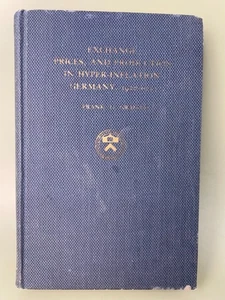 EXCHANGE
PRICES, AND PRODUCTION
IN HYPER-INFLATION
GERMANY,
FRANK